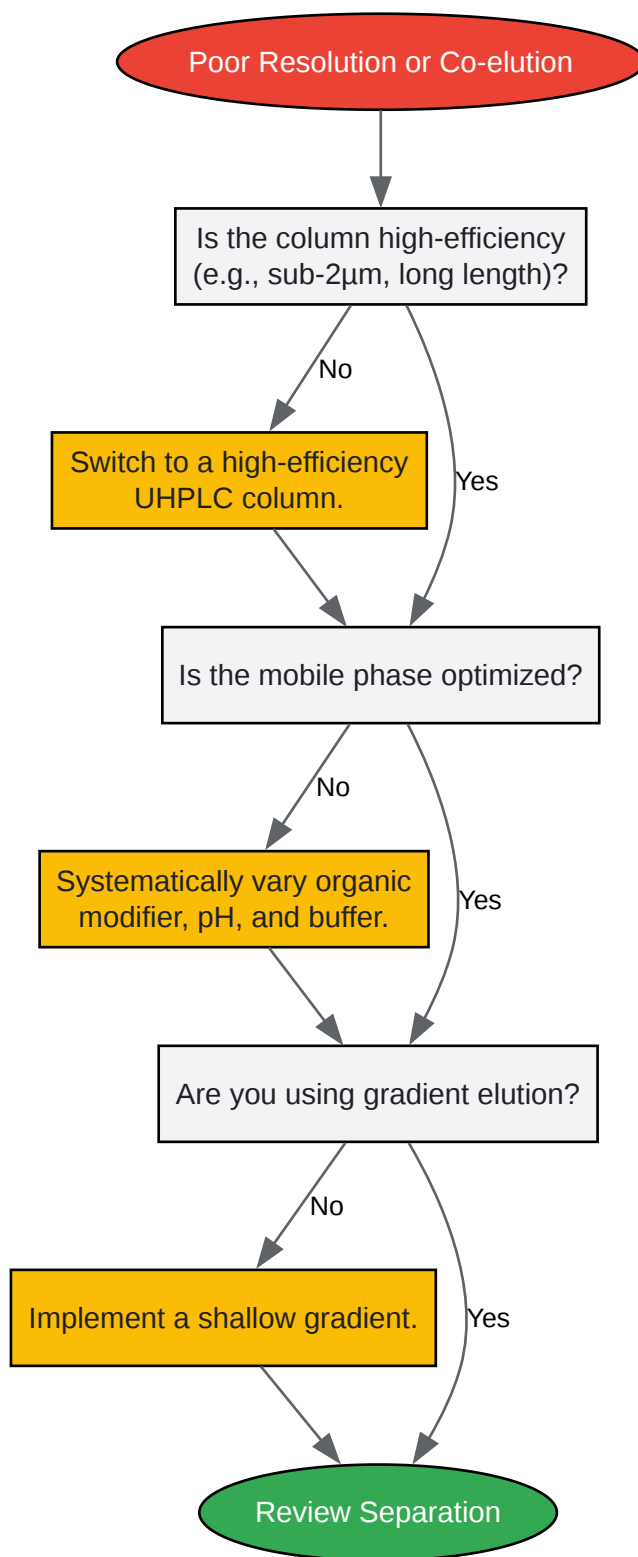 Poor Resolution or Co-elution
Is the column high-efficiency
(e.g., sub-2µm, long length)?
No
Switch to a high-efficiency
UHPLC column.
Yes
Is the mobile phase optimized?
No
Systematically vary organic
modifier, pH, and buffer.
Yes
Are you using gradient elution?
No
Implement a shallow gradient.
Yes
Review Separation